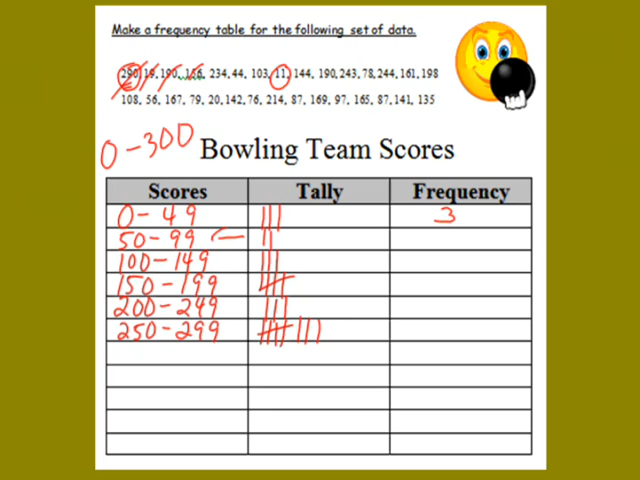 Make a frequency table for the following set of data.
290, 19, 190, 156, 234, 44, 103, 11, 144, 190, 243, 78, 244, 161, 198
108, 56, 167, 79, 20, 142, 76, 214, 87, 169, 97, 165, 87, 141, 135
0-300
Bowling Team Scores
Scores Tally Frequency
0-49 ||| 3
50-99 ||
100-149 |||
150-199 ||||
200-249 |||
250-299 |||| |||